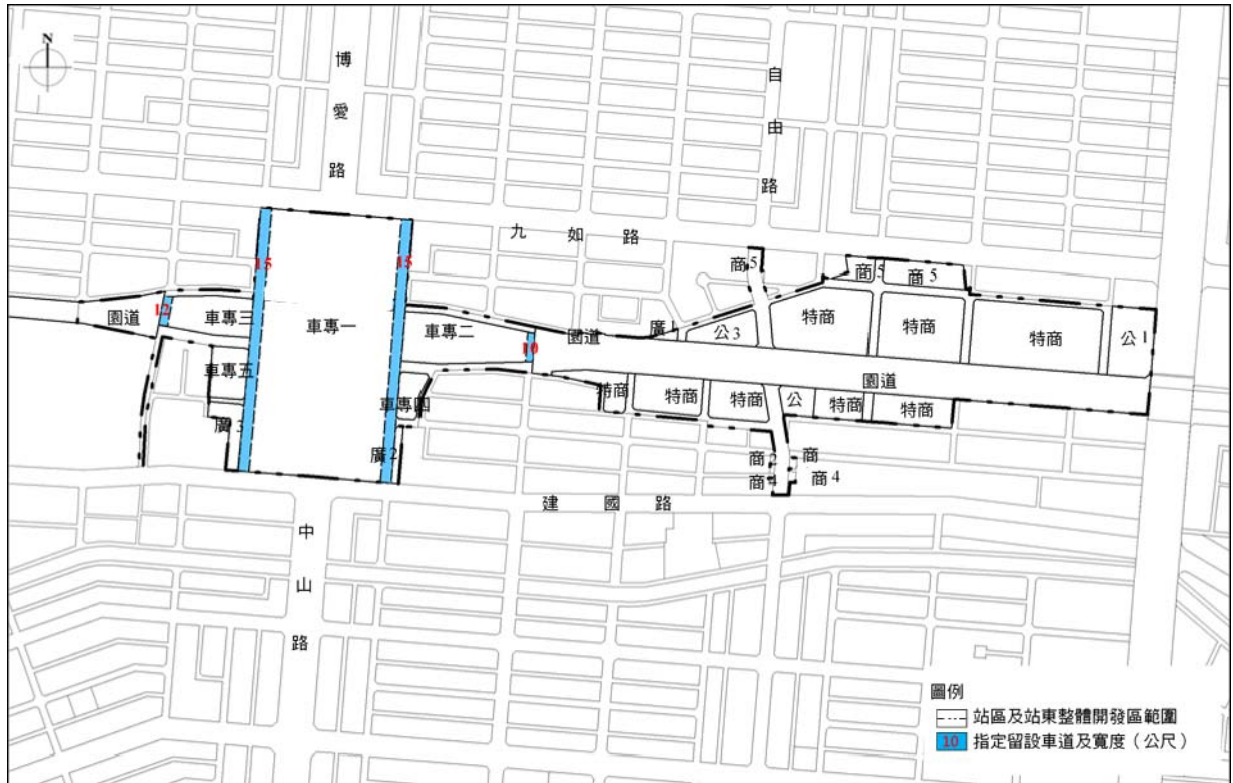 N
博愛路
自由路
九如路
商5
商5
商5
15
15
園道
12
車專三
車專一
車專二
10
園道
廣
公3
特商
特商
特商
公1
車專五
車專四
特商
特商
特商
公
特商
特商
園道
廣3
廣2
商2
商
商4
商4
建國路
中山路
圖例
站區及站東整體開發區範圍
10 指定留設車道及寬度（公尺）